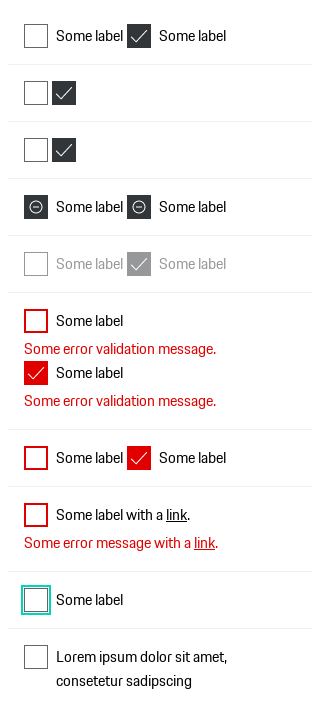 Some label Some label
Some label Some label
Some label Some label
Some label
Some error validation message.
Some label
Some error validation message.
Some label Some label
Some label with a link.
Some error message with a link.
Some label
Lorem ipsum dolor sit amet,
consetetur sadipscing